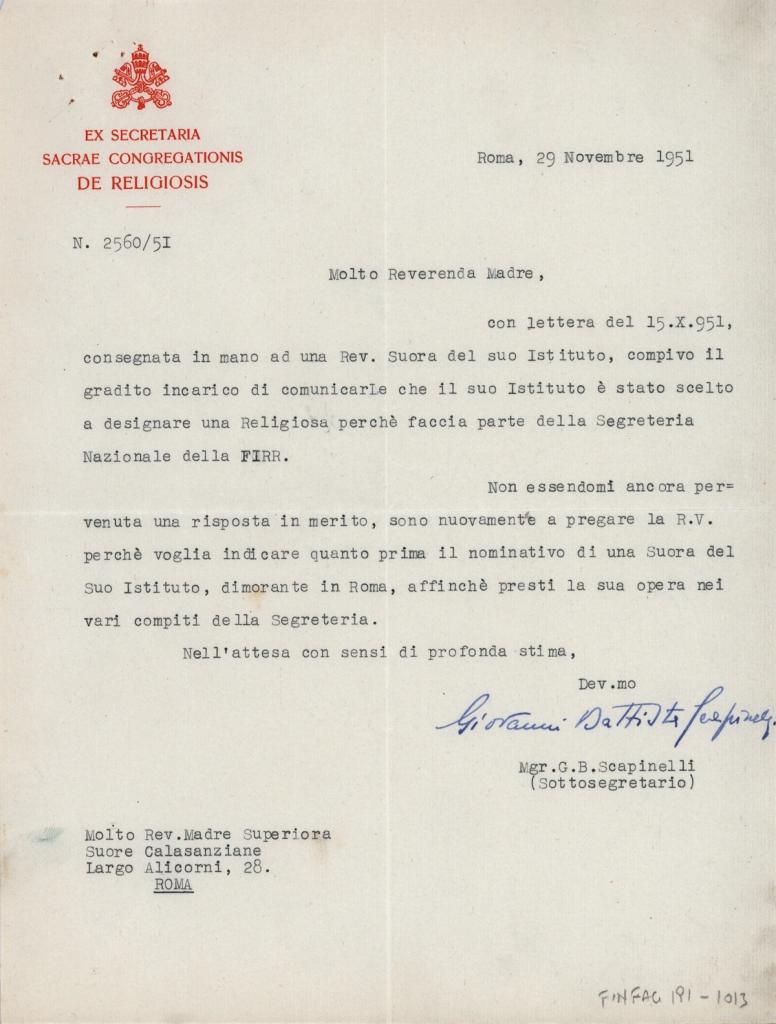 EX SECRETARIA
SACRAE CONGREGATIONIS
DE RELIGIOSIS
Roma, 29 Novembre 1951
N. 2560/5I
Molto Reverenda Madre,
con lettera del 15.X.951,
consegnata in mano ad una Rev. Suora del suo Istituto, compivo il
gradito incarico di comunicarLe che il suo Istituto è stato scelto
a designare una Religiosa perchè faccia parte della Segreteria
Nazionale della FIRR.
Non essendomi ancora per=
venuta una risposta in merito, sono nuovamente a pregare la R.V.
perchè voglia indicare quanto prima il nominativo di una Suora del
Suo Istituto, dimorante in Roma, affinchè presti la sua opera nei
vari compiti della Segreteria.
Nell'attesa con sensi di profonda stima,
Dev.mo
Giovanni Battista Scapinelli
Mgr.G.B.Scapinelli
(Sottosegretario)
Molto Rev.Madre Superiora
Suore Calasanziane
Largo Alicorni, 28.
ROMA
FINFAG 191 - 1013